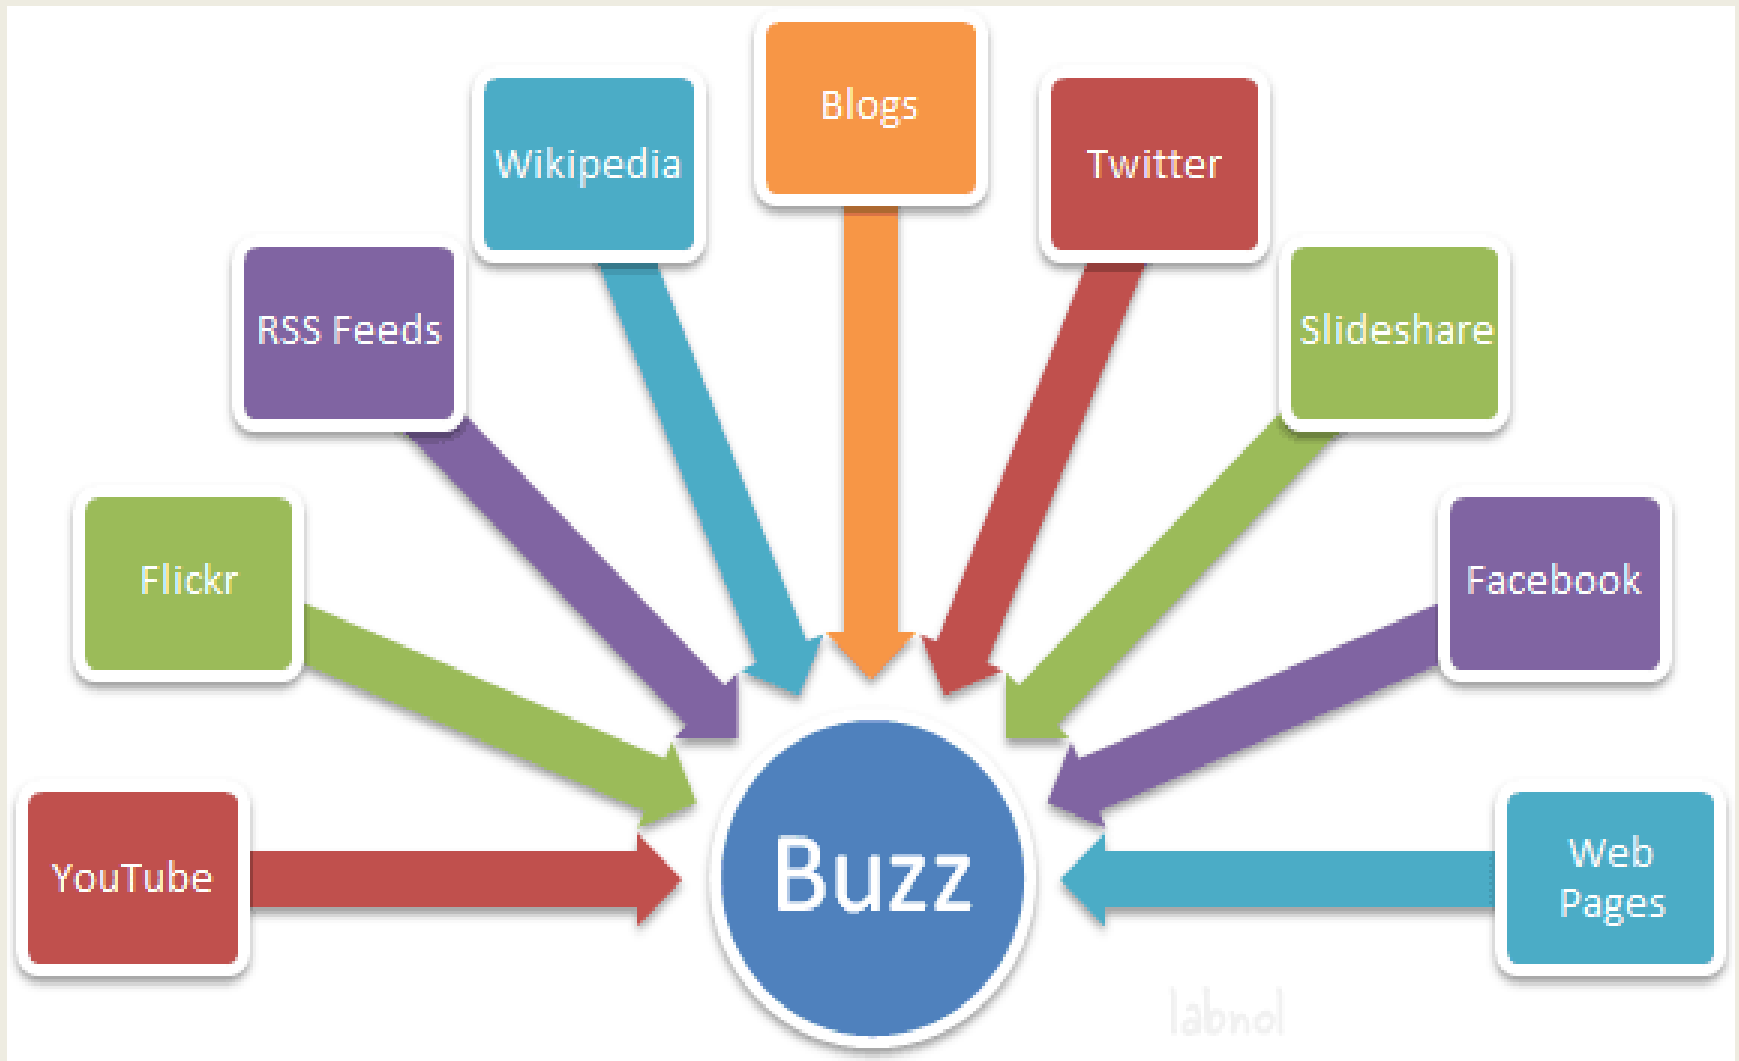 Blogs
Wikipedia
Twitter
RSS Feeds
Slideshare
Flickr
Facebook
YouTube
Buzz
Web
Pages
labnol